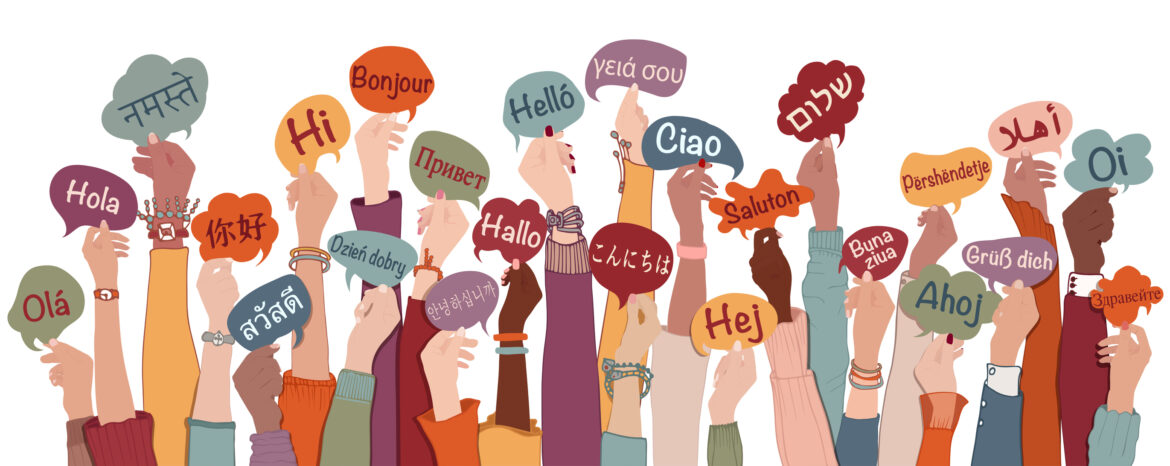 नमस्ते
Hi
Bonjour
Helló
γειά σου
Ciao
שלום
أهلا
Oi
Hola
你好
Привет
Hallo
Saluton
Përshëndetje
Dzień dobry
こんにちは
Buna
ziua
Grüß dich
Olá
สวัสดี
안녕하십니까
Hej
Ahoj
Здравейте